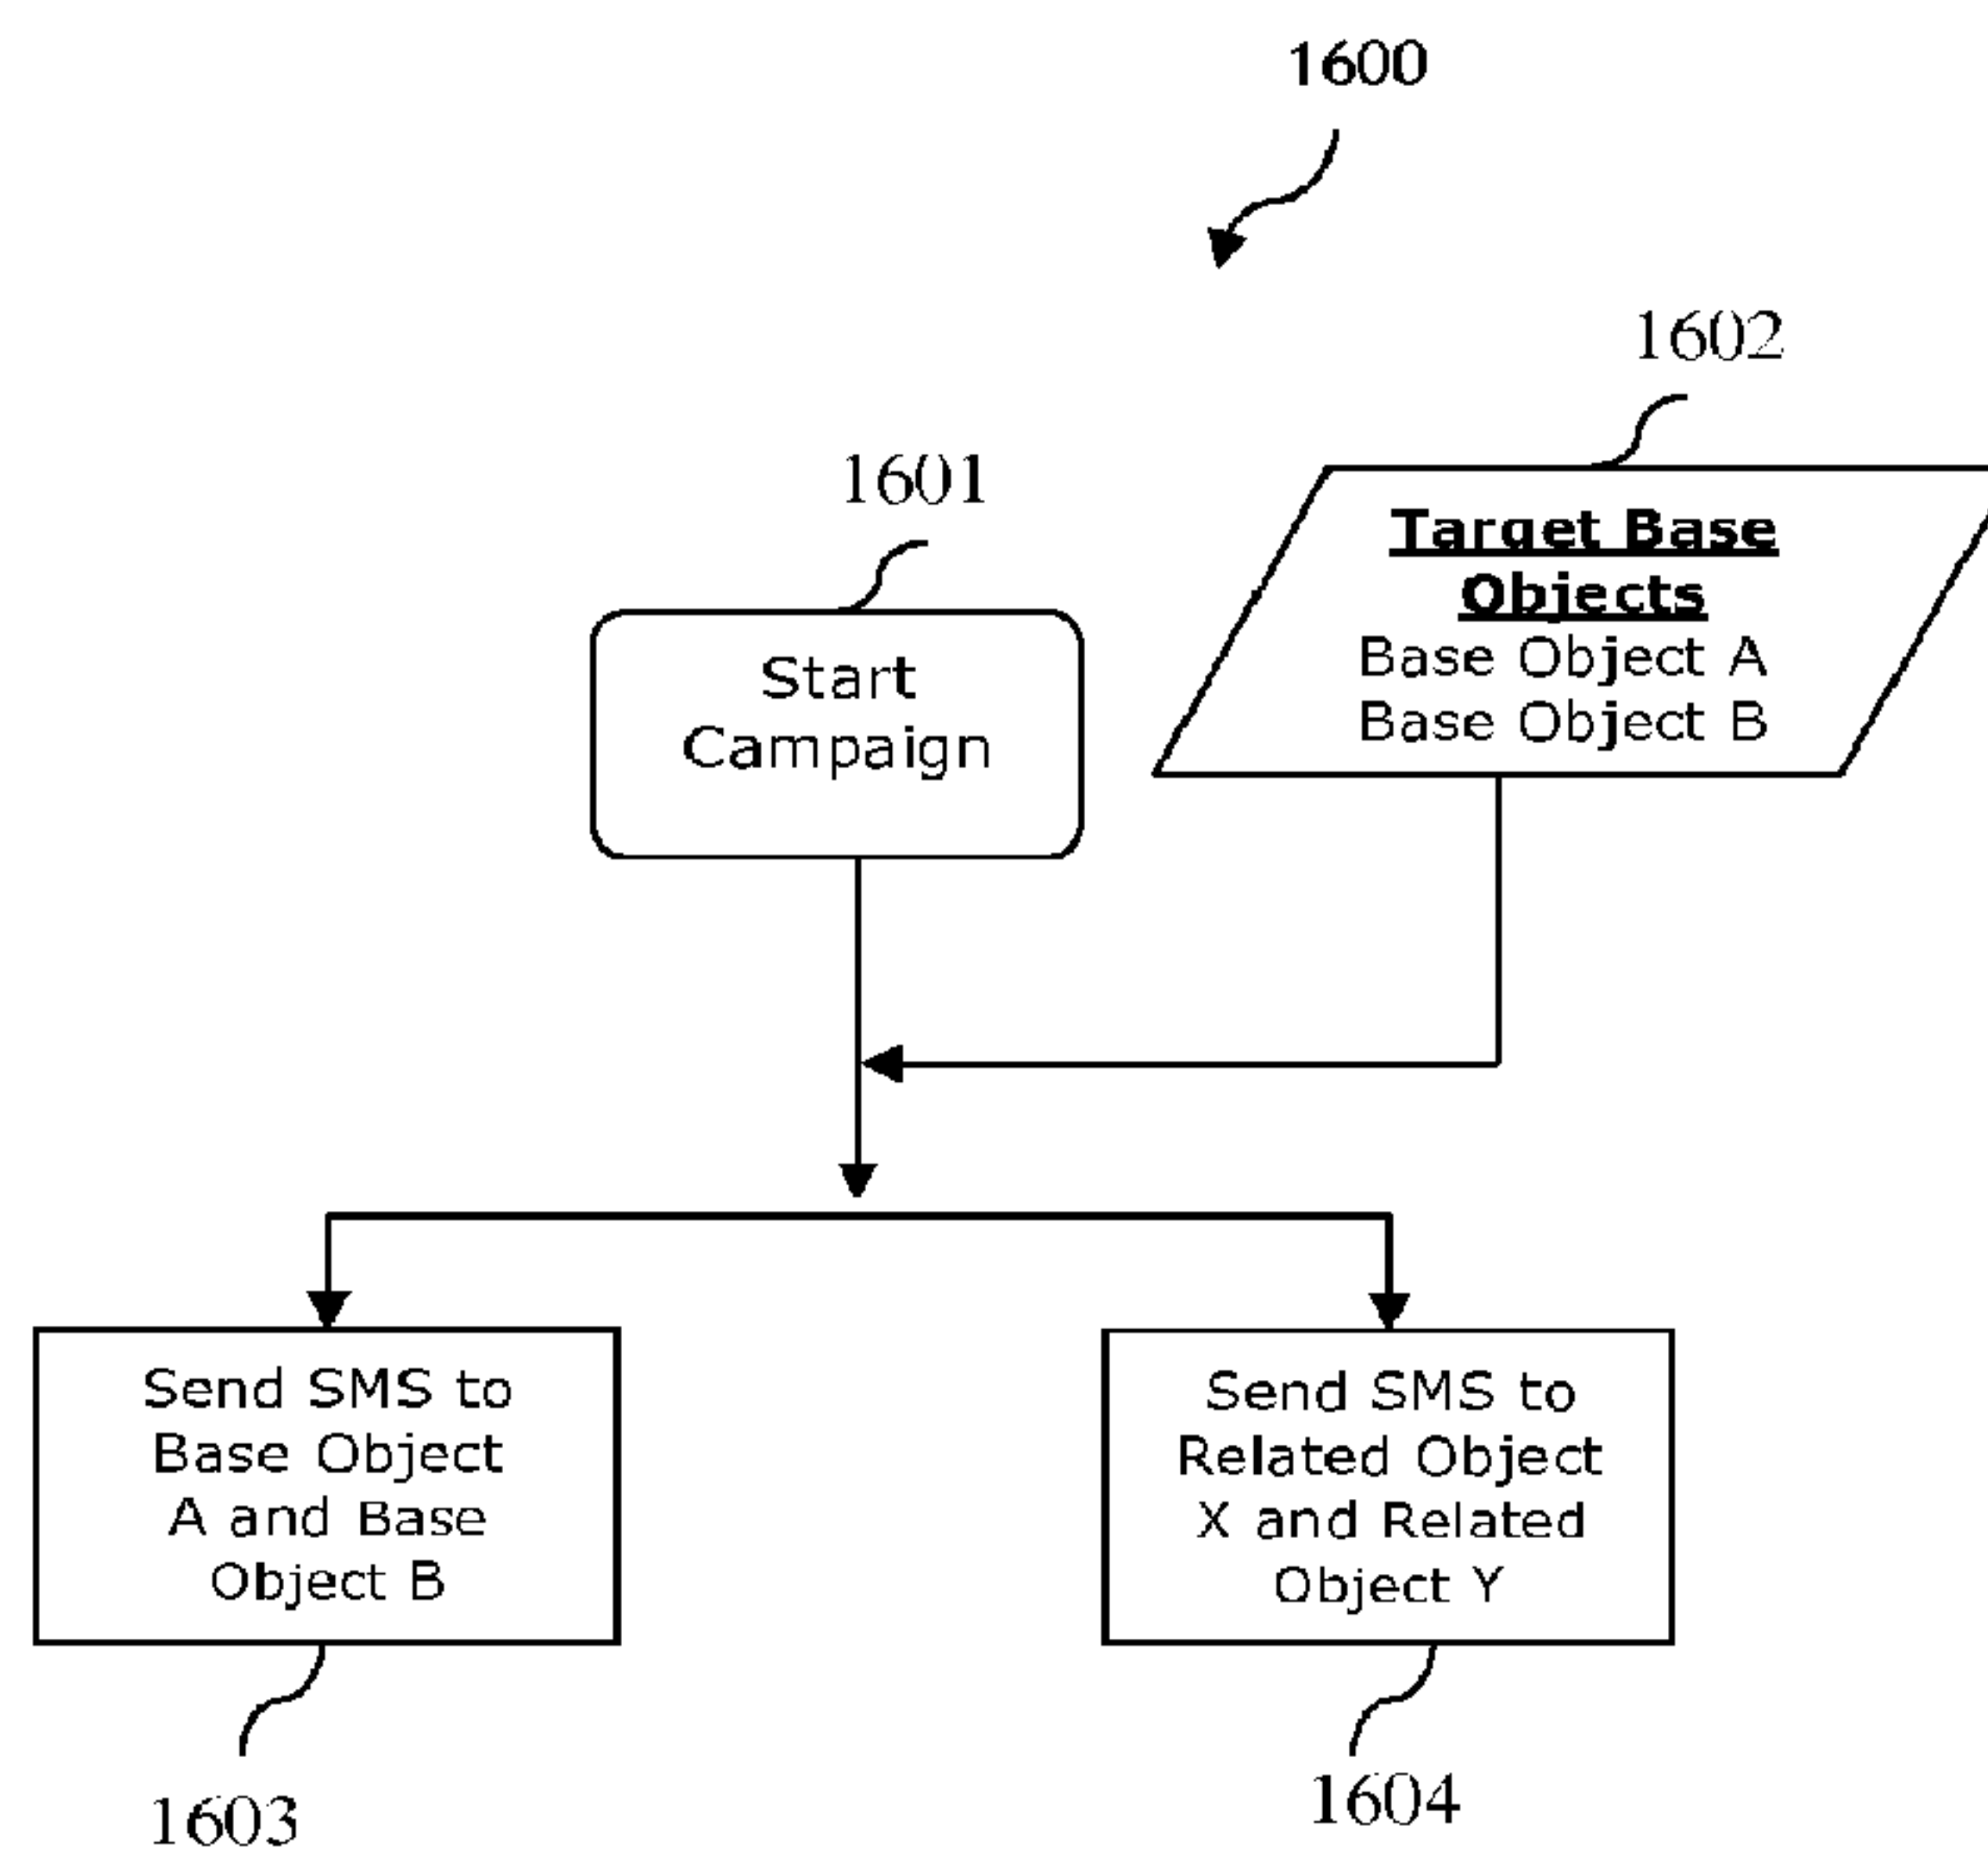 1600
1602
1601
Target Base
Objects
Base Object A
Base Object B
Start
Campaign
Send SMS to
Base Object
A and Base
Object B
Send SMS to
Related Object
X and Related
Object Y
1603
1604